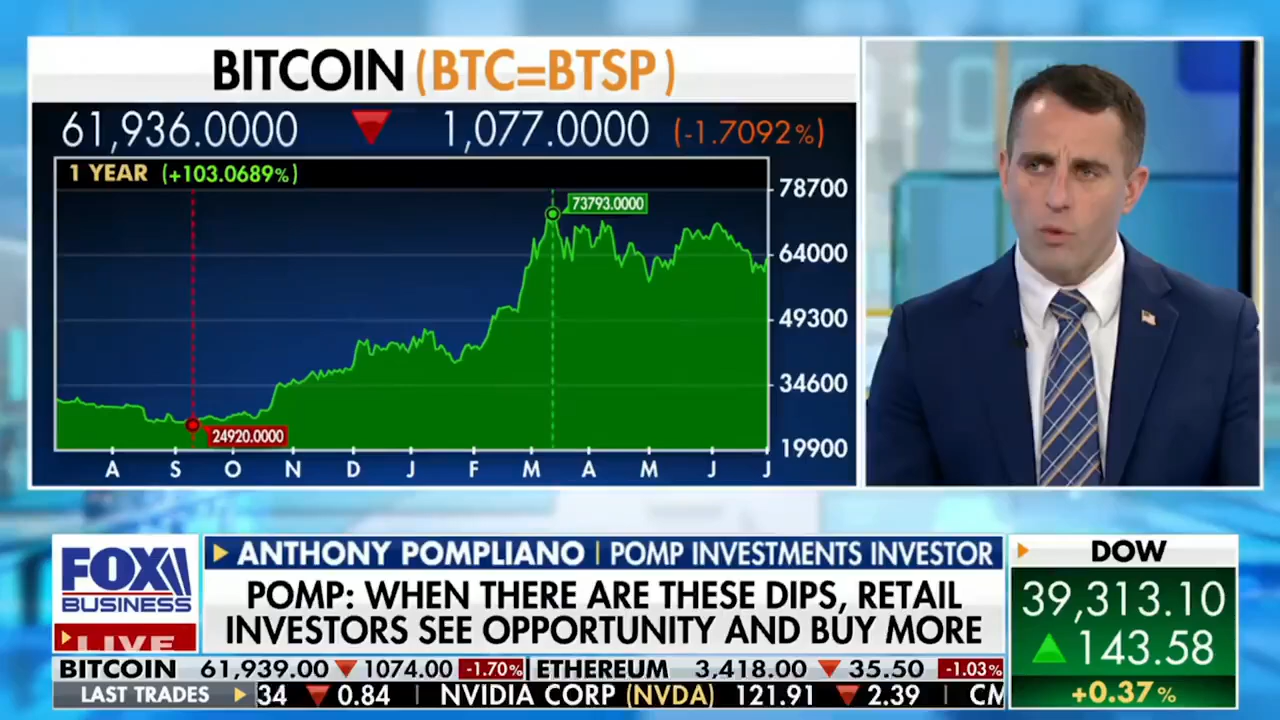 BITCOIN (BTC=BTSP)
61,936.0000 ▼ 1,077.0000 (-1.7092%)
1 YEAR (+103.0689%)
78700
73793.0000
64000
49300
34600
24920.0000
19900
A S O N D J F M A M J J
FOX BUSINESS
LIVE
ANTHONY POMPLIANO | POMP INVESTMENTS INVESTOR
POMP: WHEN THERE ARE THESE DIPS, RETAIL
INVESTORS SEE OPPORTUNITY AND BUY MORE
DOW
39,313.10
▲ 143.58
+0.37%
BITCOIN 61,939.00 ▼ 1074.00 -1.70% | ETHEREUM 3,418.00 ▼ 35.50 -1.03%
LAST TRADES 34 ▼ 0.84 | NVIDIA CORP (NVDA) 121.91 ▼ 2.39 | CM